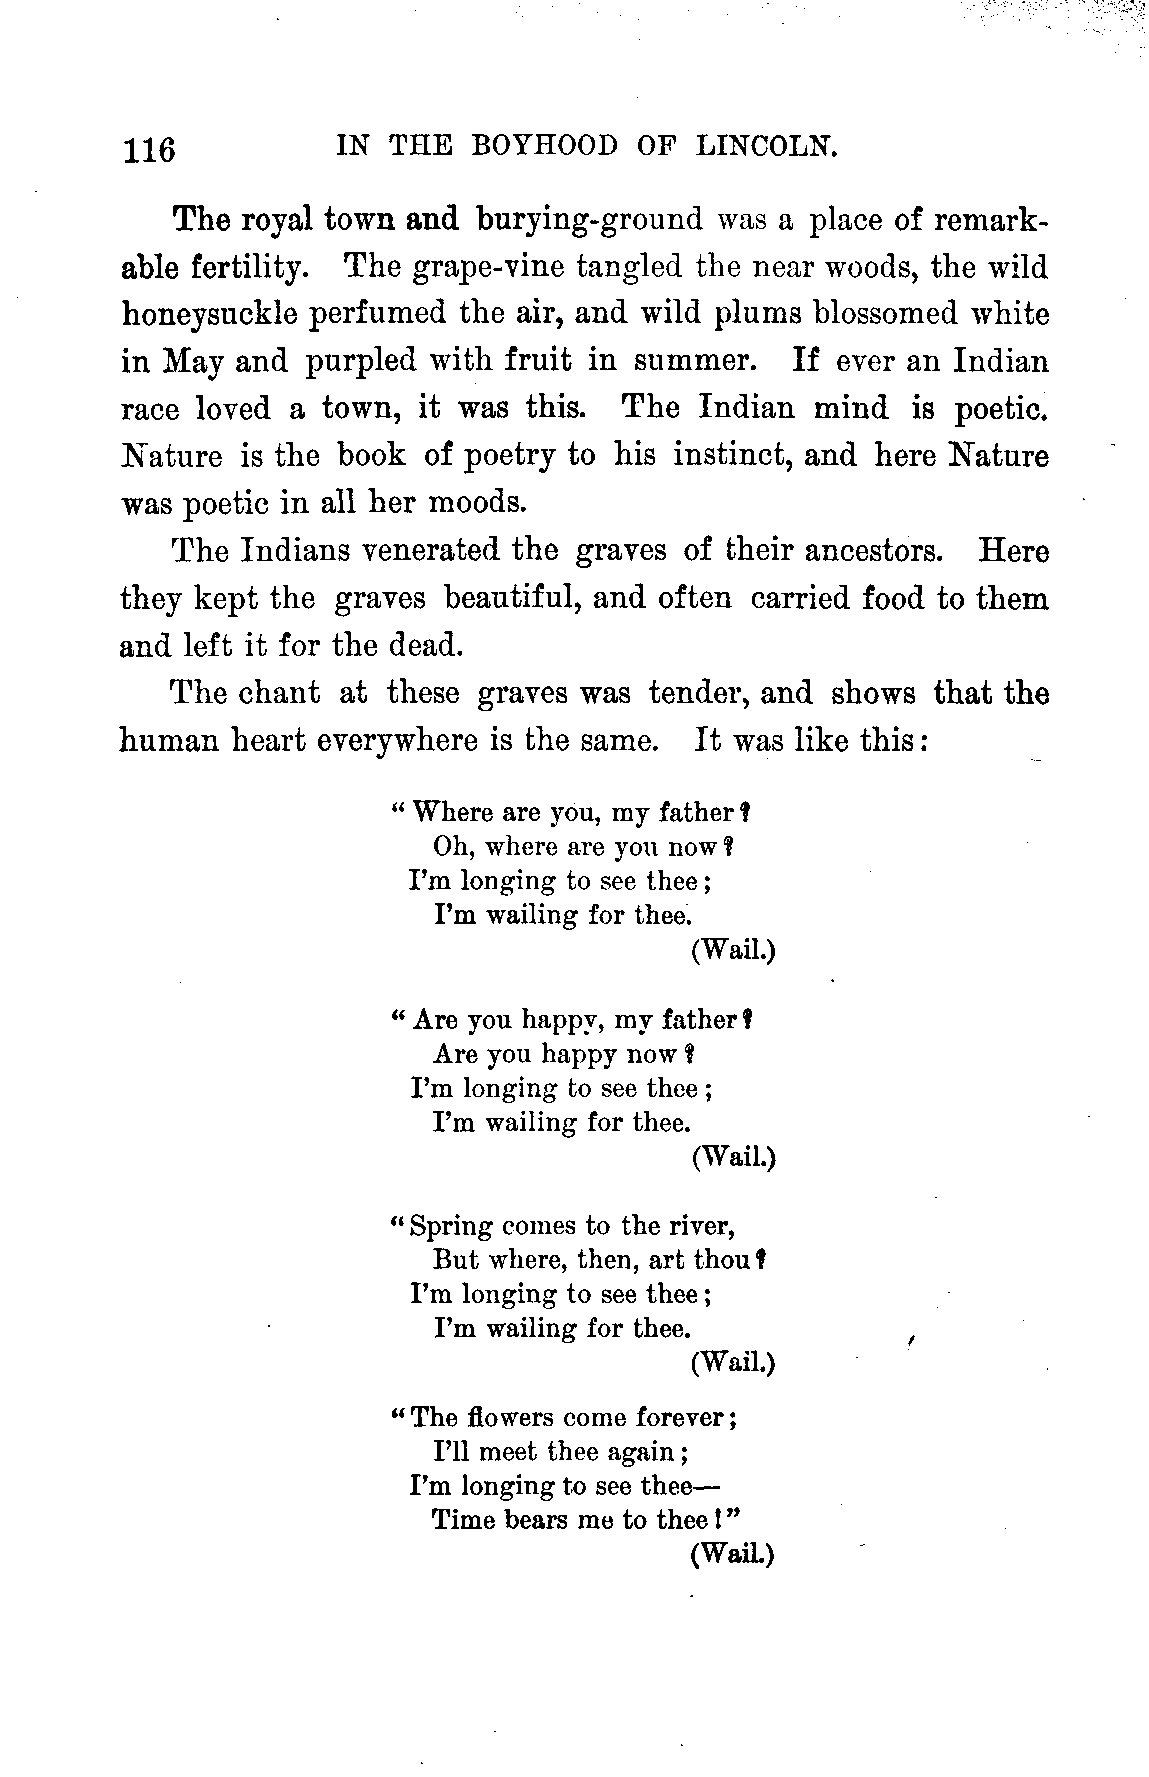 116 IN THE BOYHOOD OF LINCOLN.
The royal town and burying-ground was a place of remark-
able fertility. The grape-vine tangled the near woods, the wild
honeysuckle perfumed the air, and wild plums blossomed white
in May and purpled with fruit in summer. If ever an Indian
race loved a town, it was this. The Indian mind is poetic.
Nature is the book of poetry to his instinct, and here Nature
was poetic in all her moods.
The Indians venerated the graves of their ancestors. Here
they kept the graves beautiful, and often carried food to them
and left it for the dead.
The chant at these graves was tender, and shows that the
human heart everywhere is the same. It was like this:
“Where are you, my father?
Oh, where are you now?
I'm longing to see thee;
I'm wailing for thee.
(Wail.)
“Are you happy, my father?
Are you happy now?
I'm longing to see thee;
I'm wailing for thee.
(Wail.)
“Spring comes to the river,
But where, then, art thou?
I'm longing to see thee;
I'm wailing for thee.
(Wail.)
“The flowers come forever;
I'll meet thee again;
I'm longing to see thee—
Time bears me to thee!”
(Wail.)